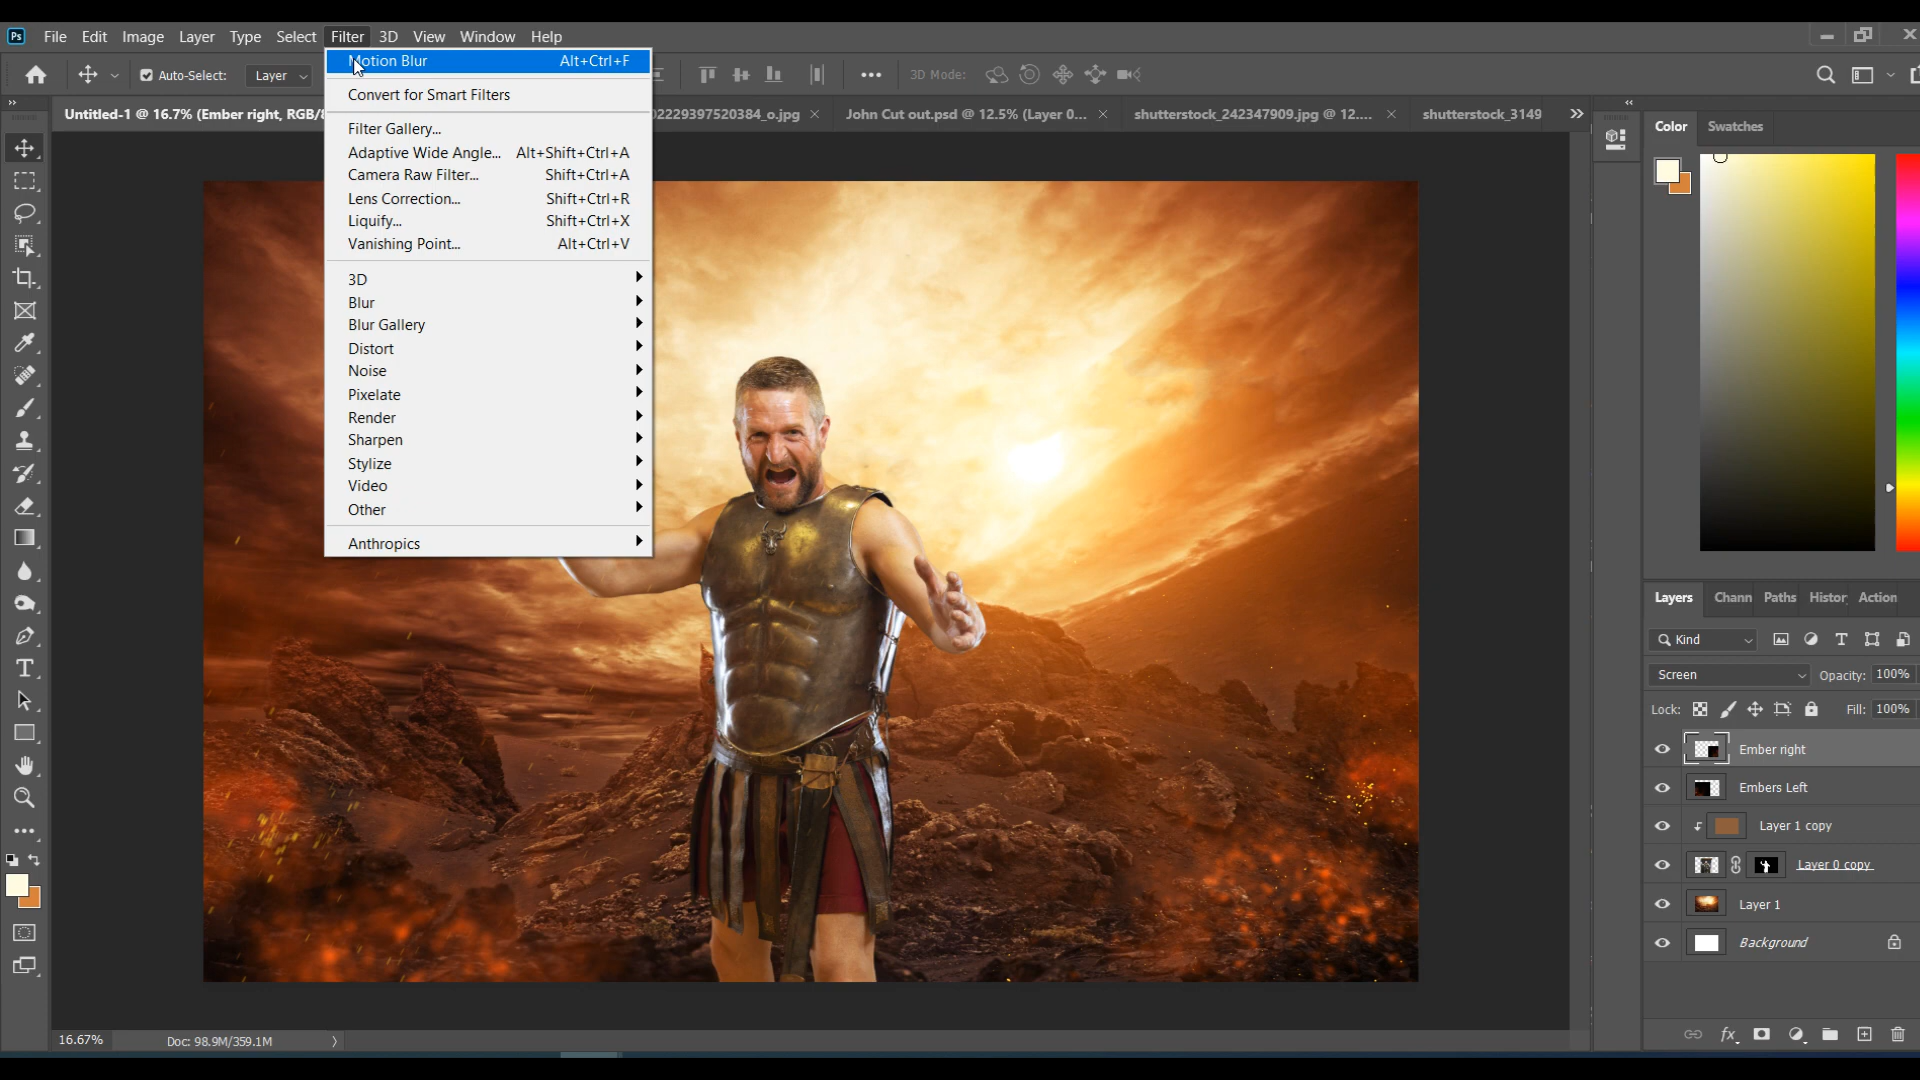 Ps File Edit Image Layer Type Select Filter 3D View Window Help
Auto-Select: Layer 3D Mode:
Motion Blur Alt+Ctrl+F
Convert for Smart Filters
Filter Gallery...
Adaptive Wide Angle... Alt+Shift+Ctrl+A
Camera Raw Filter... Shift+Ctrl+A
Lens Correction... Shift+Ctrl+R
Liquify... Shift+Ctrl+X
Vanishing Point... Alt+Ctrl+V
3D
Blur
Blur Gallery
Distort
Noise
Pixelate
Render
Sharpen
Stylize
Video
Other
Anthropics
Untitled-1 @ 16.7% (Ember right, RGB/8 02229397520384_o.jpg John Cut out.psd @ 12.5% (Layer 0... shutterstock_242347909.jpg @ 12.... shutterstock_3149
Color Swatches
Layers Chann Paths Histor Action
Kind
Screen Opacity: 100%
Lock: Fill: 100%
Ember right
Embers Left
Layer 1 copy
Layer 0 copy
Layer 1
Background
fx
16.67% Doc: 98.9M/359.1M